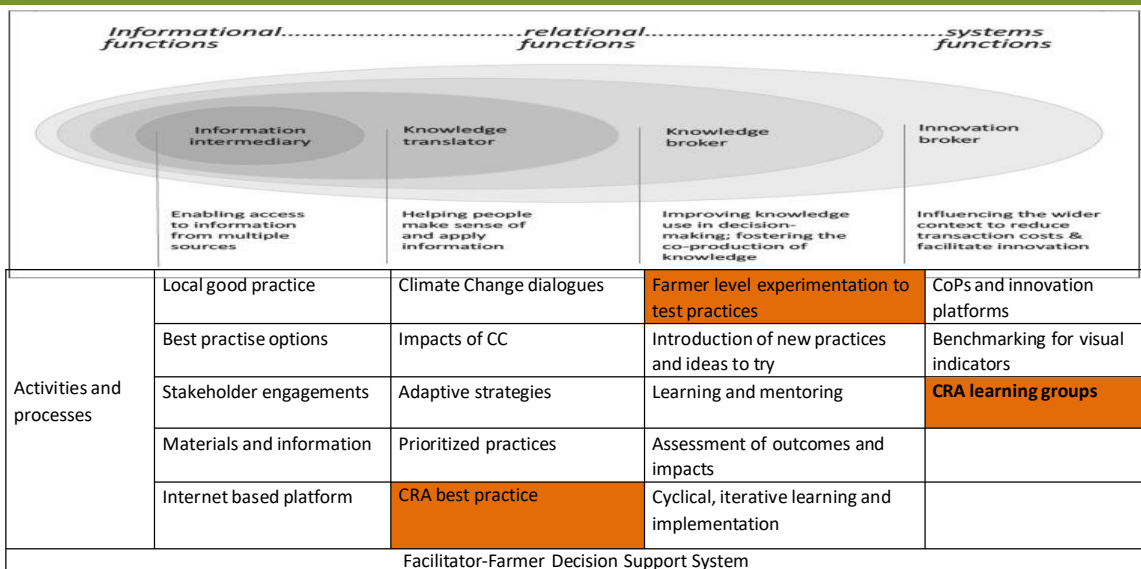 Informational................................relational................................systems
functions functions functions
Information intermediary
Knowledge translator
Knowledge broker
Innovation broker
Enabling access
to information
from multiple
sources
Helping people
make sense of
and apply
information
Improving knowledge
use in decision-
making; fostering the
co-production of
knowledge
Influencing the wider
context to reduce
transaction costs &
facilitate innovation
Activities and
processes
Local good practice
Climate Change dialogues
Farmer level experimentation to
test practices
CoPs and innovation
platforms
Best practise options
Impacts of CC
Introduction of new practices
and ideas to try
Benchmarking for visual
indicators
Stakeholder engagements
Adaptive strategies
Learning and mentoring
CRA learning groups
Materials and information
Prioritized practices
Assessment of outcomes and
impacts
Internet based platform
CRA best practice
Cyclical, iterative learning and
implementation
Facilitator-Farmer Decision Support System